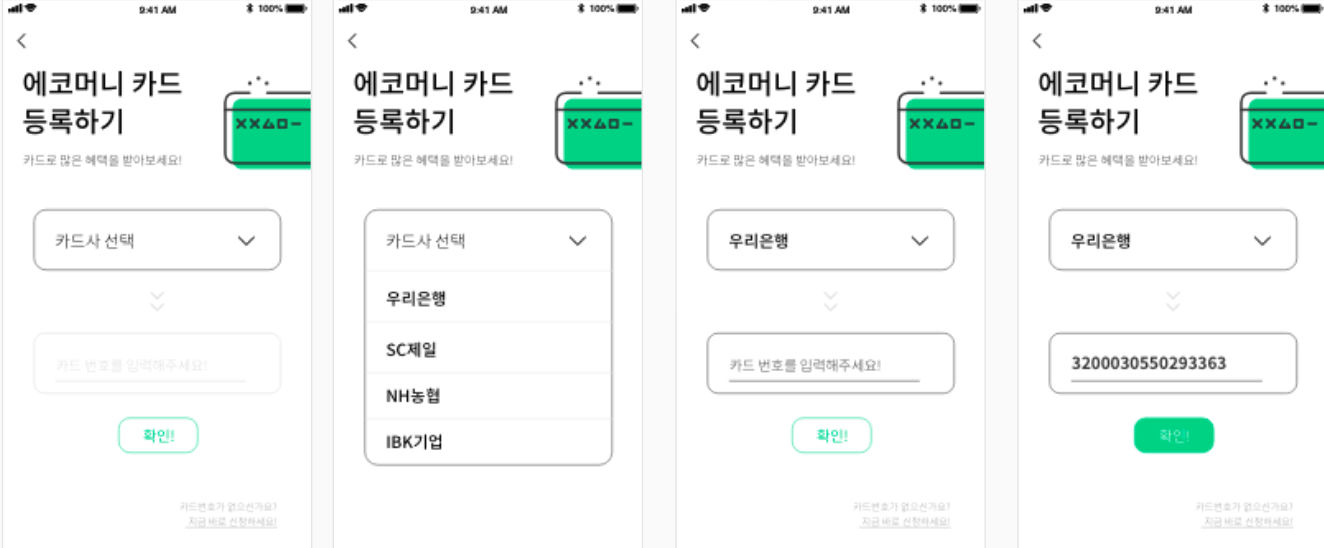 9:41 AM
100%
에코머니 카드
등록하기
카드로 많은 혜택을 받아보세요!
카드사 선택
카드 번호를 입력해주세요!
확인!
카드번호가 없으신가요?
지금 바로 신청하세요!
9:41 AM
100%
에코머니 카드
등록하기
카드로 많은 혜택을 받아보세요!
카드사 선택
우리은행
SC제일
NH농협
IBK기업
9:41 AM
100%
에코머니 카드
등록하기
카드로 많은 혜택을 받아보세요!
우리은행
카드 번호를 입력해주세요!
확인!
카드번호가 없으신가요?
지금 바로 신청하세요!
9:41 AM
100%
에코머니 카드
등록하기
카드로 많은 혜택을 받아보세요!
우리은행
3200030550293363
확인!
카드번호가 없으신가요?
지금 바로 신청하세요!